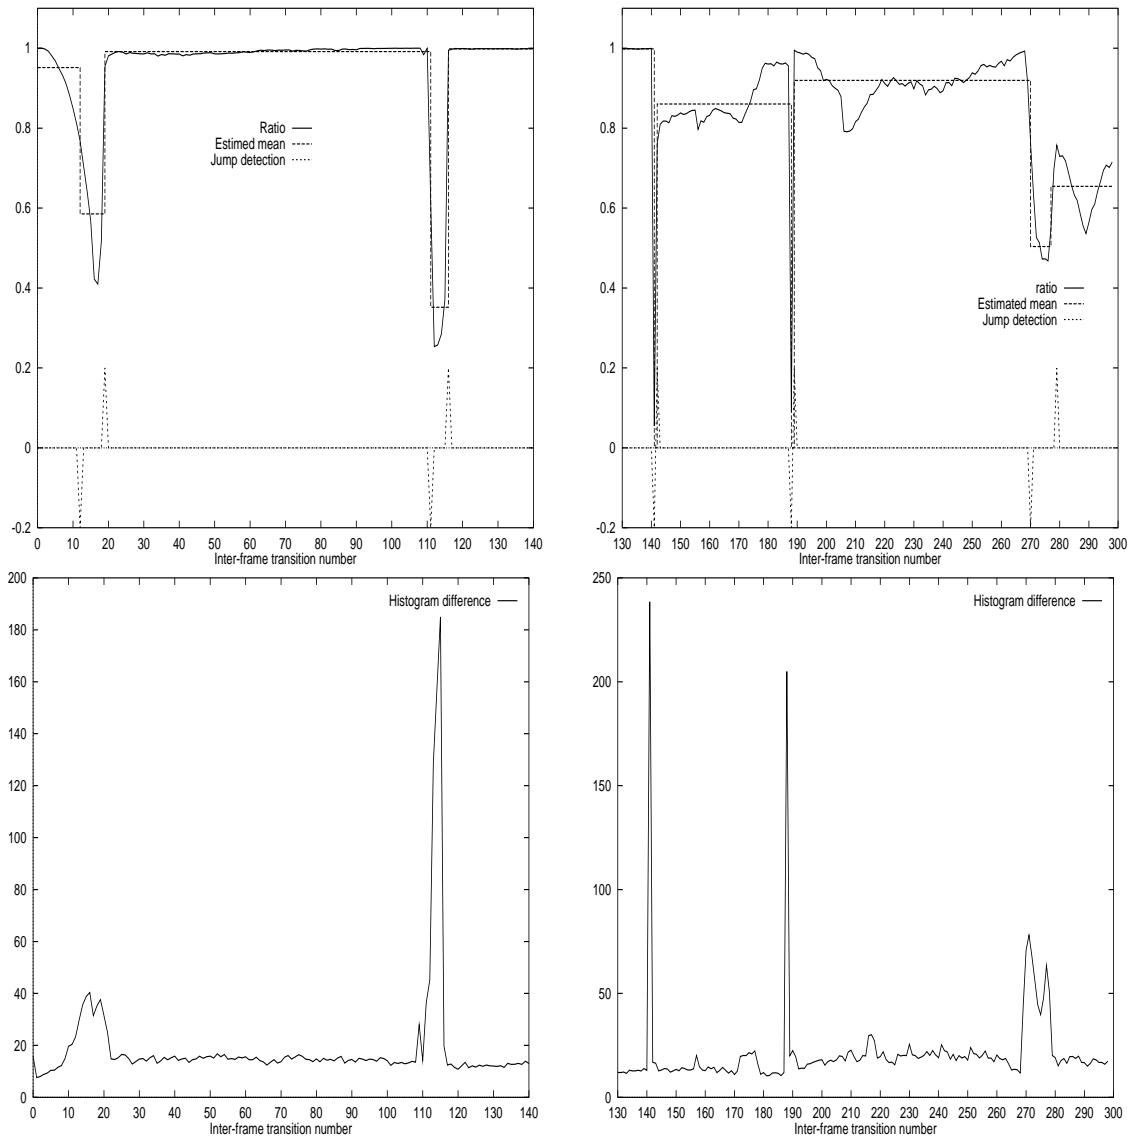 1
0.8
0.6
0.4
0.2
0
-0.2
Ratio
Estimed mean
Jump detection
0 10 20 30 40 50 60 70 80 90 100 110 120 130 140
Inter-frame transition number
1
0.8
0.6
0.4
0.2
0
-0.2
ratio
Estimated mean
Jump detection
130 140 150 160 170 180 190 200 210 220 230 240 250 260 270 280 290 300
Inter-frame transition number
200
180
160
140
120
100
80
60
40
20
0
Histogram difference
0 10 20 30 40 50 60 70 80 90 100 110 120 130 140
Inter-frame transition number
250
200
150
100
50
0
Histogram difference
130 140 150 160 170 180 190 200 210 220 230 240 250 260 270 280 290 300
Inter-frame transition number